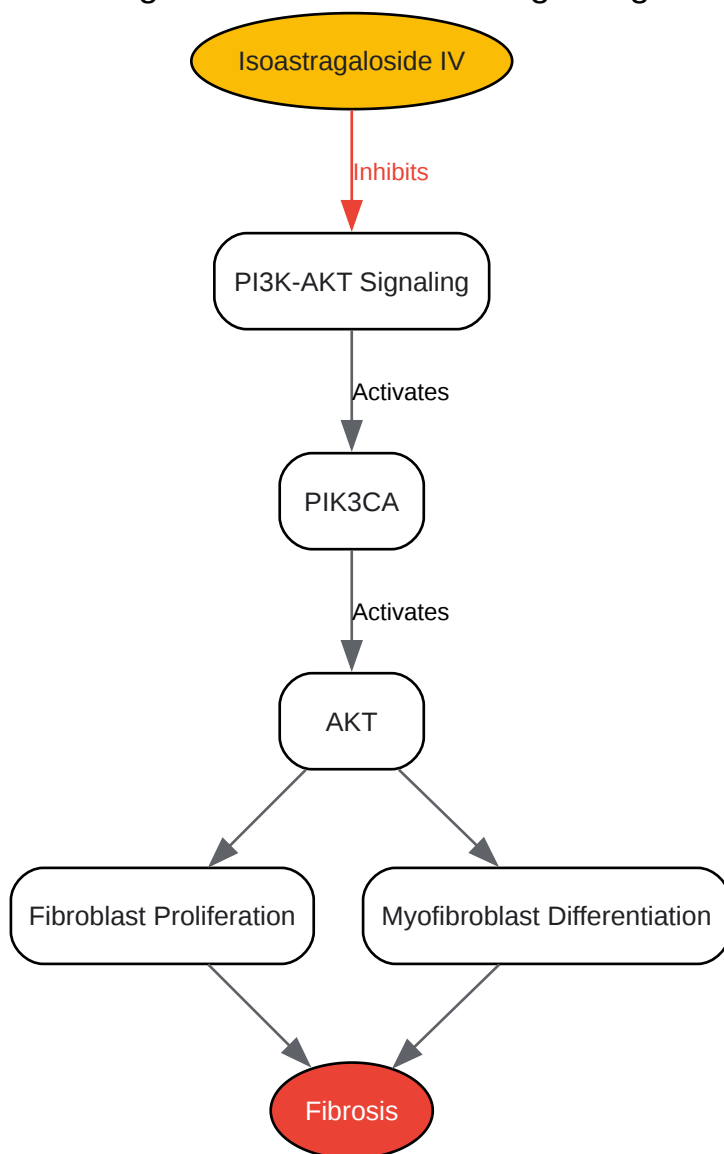 Isoastragaloside IV
Inhibits
PI3K-AKT Signaling
Activates
PIK3CA
Activates
AKT
Fibroblast Proliferation
Myofibroblast Differentiation
Fibrosis